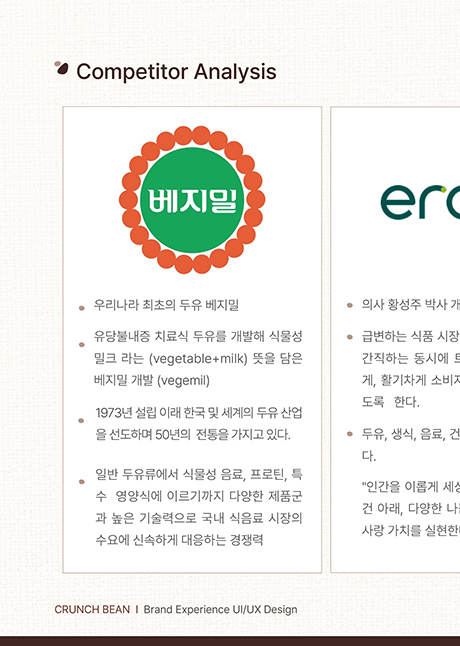 Competitor Analysis
베지밀
우리나라 최초의 두유 베지밀
유당불내증 치료식 두유를 개발해 식물성
밀크 라는 (vegetable+milk) 뜻을 담은
베지밀 개발 (vegemil)
1973년 설립 이래 한국 및 세계의 두유 산업
을 선도하며 50년의 전통을 가지고 있다.
일반 두유류에서 식물성 음료, 프로틴, 특
수 영양식에 이르기까지 다양한 제품군
과 높은 기술력으로 국내 식음료 시장의
수요에 신속하게 대응하는 경쟁력
er
의사 황성주 박사 개
급변하는 식품 시장
간직하는 동시에 트
게, 활기차게 소비자
도록 한다.
두유, 생식, 음료, 건
다.
"인간을 이롭게 세상
건 아래, 다양한 나눔
사랑 가치를 실현한
CRUNCH BEAN I Brand Experience UI/UX Design